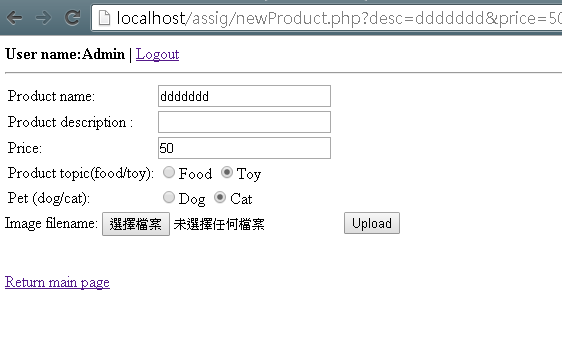 localhost/assig/newProduct.php?desc=ddddddd&price=50
User name:Admin | Logout
Product name: ddddddd
Product description :
Price: 50
Product topic(food/toy): Food Toy
Pet (dog/cat): Dog Cat
Image filename: 選擇檔案 未選擇任何檔案 Upload
Return main page